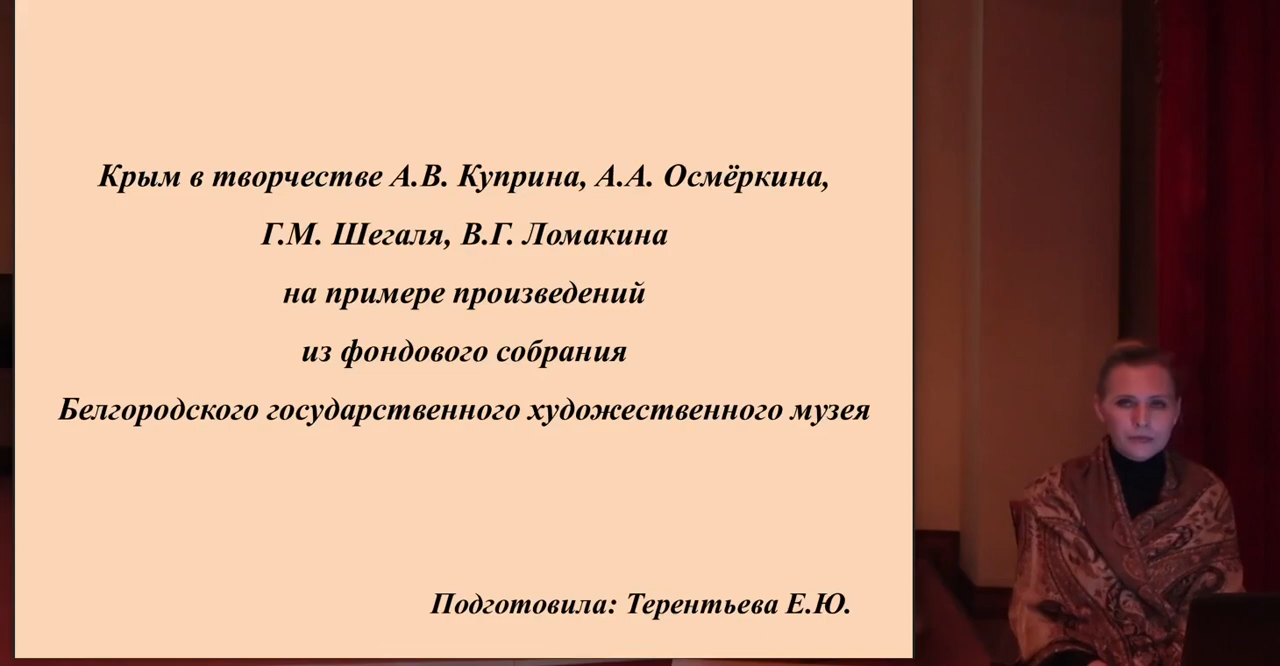 Крым в творчестве А.В. Куприна, А.А. Осмёркина,
Г.М. Шегаля, В.Г. Ломакина
на примере произведений
из фондового собрания
Белгородского государственного художественного музея
Подготовила: Терентьева Е.Ю.